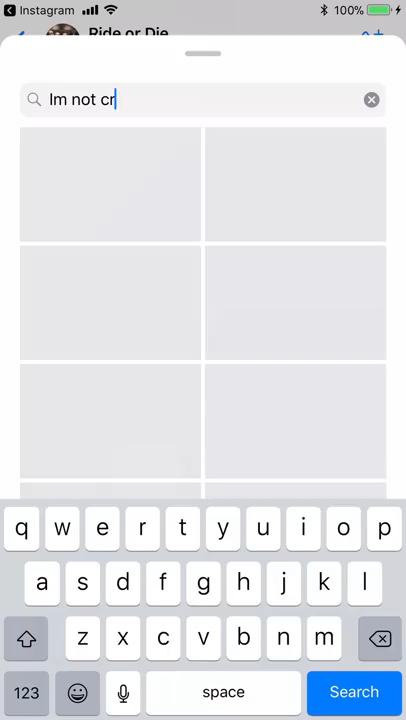 Instagram 100%
Ride or Die
Im not cr
q w e r t y u i o p
a s d f g h j k l
z x c v b n m
123 space Search